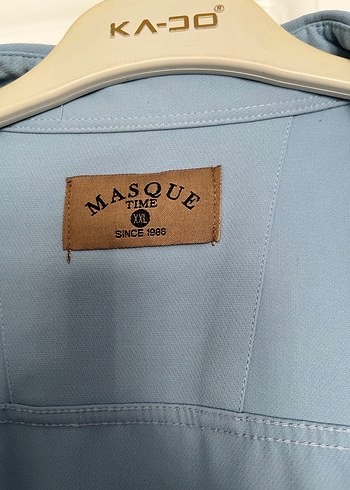 KA-DO
MASQUE
TIME
XXL
SINCE 1986